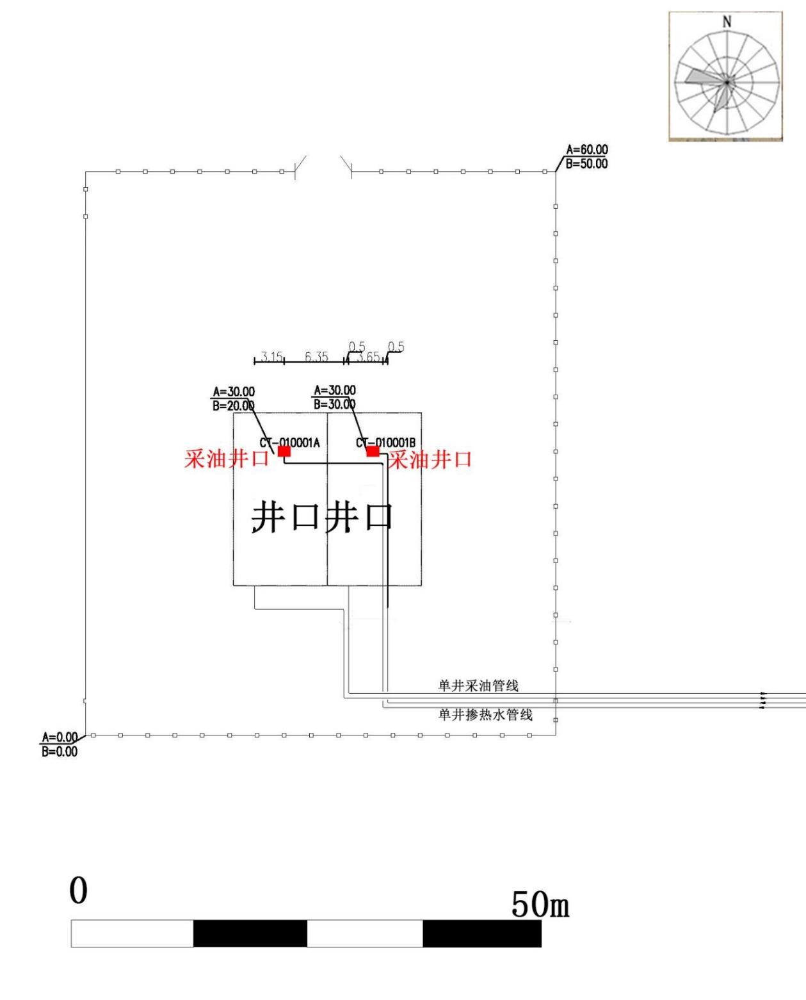 N
A=60.00
B=50.00
0.5
0.5
3.15
6.35
3.65
A=30.00
B=20.00
A=30.00
B=30.00
CT-010001A
CT-010001B
采油井口
采油井口
井口井口
单井采油管线
单井掺热水管线
A=0.00
B=0.00
0
50m